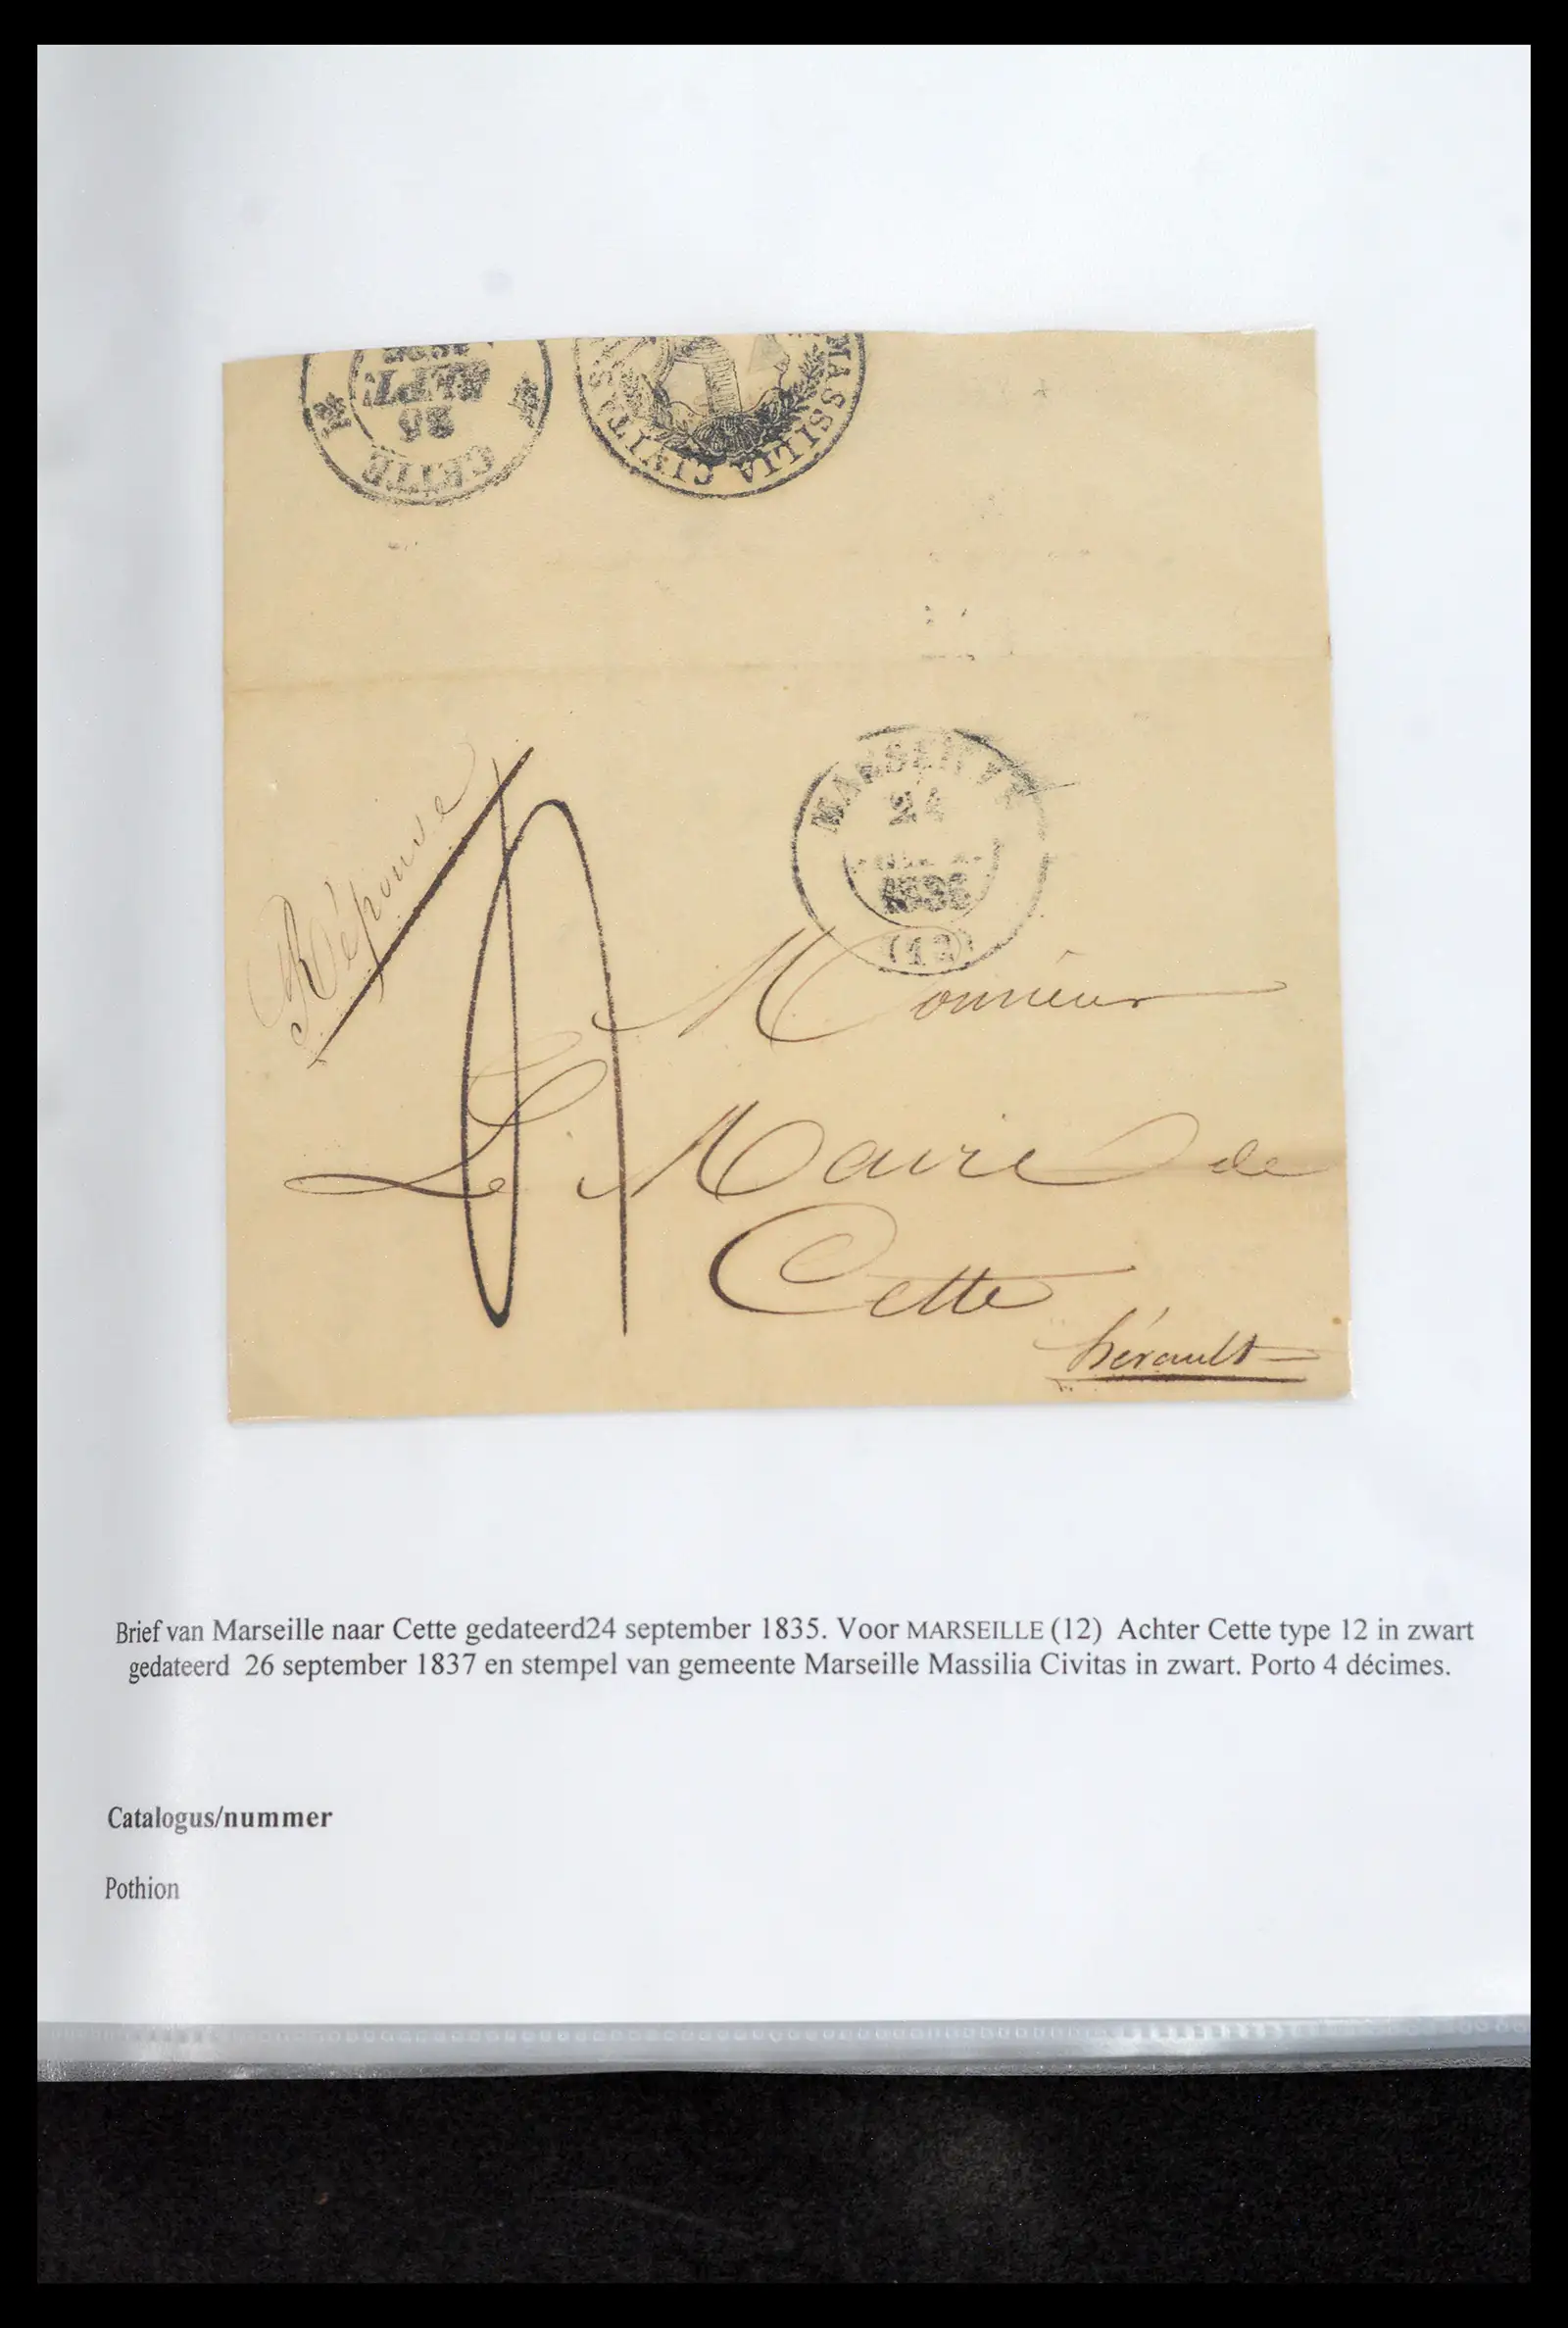 CETTE
25
SEPT.
MASSILIA CIVITAS
MARSEILLE
24
(12)
Réponse
Monsieur
Le Maire de
Cette
hérault
Brief van Marseille naar Cette gedateerd24 september 1835. Voor MARSEILLE (12) Achter Cette type 12 in zwart
gedateerd 26 september 1837 en stempel van gemeente Marseille Massilia Civitas in zwart. Porto 4 décimes.
Catalogus/nummer
Pothion